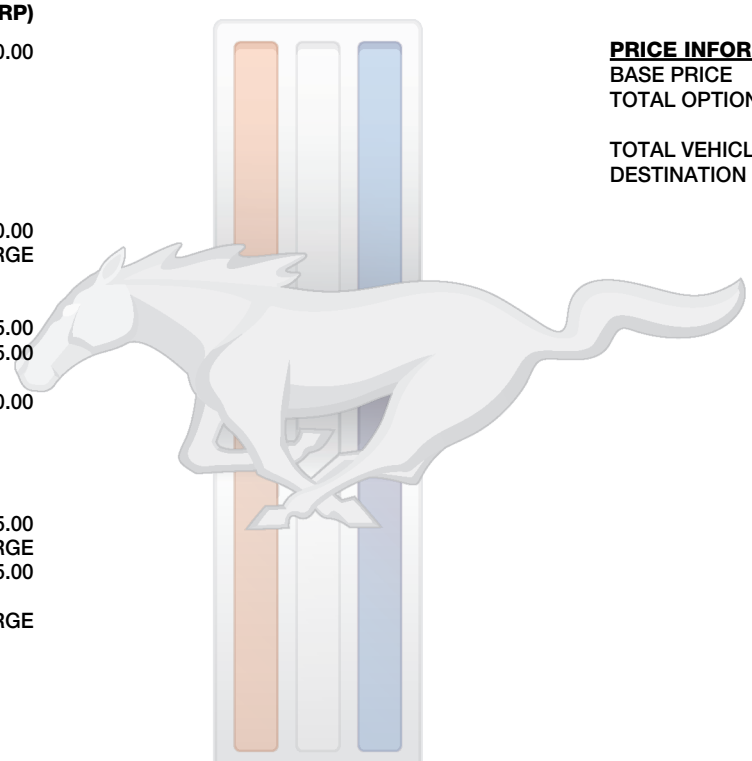 RP)
0.00
0.00
RGE
5.00
5.00
0.00
5.00
RGE
5.00
RGE
PRICE INFOR
BASE PRICE
TOTAL OPTION
TOTAL VEHICL
DESTINATION